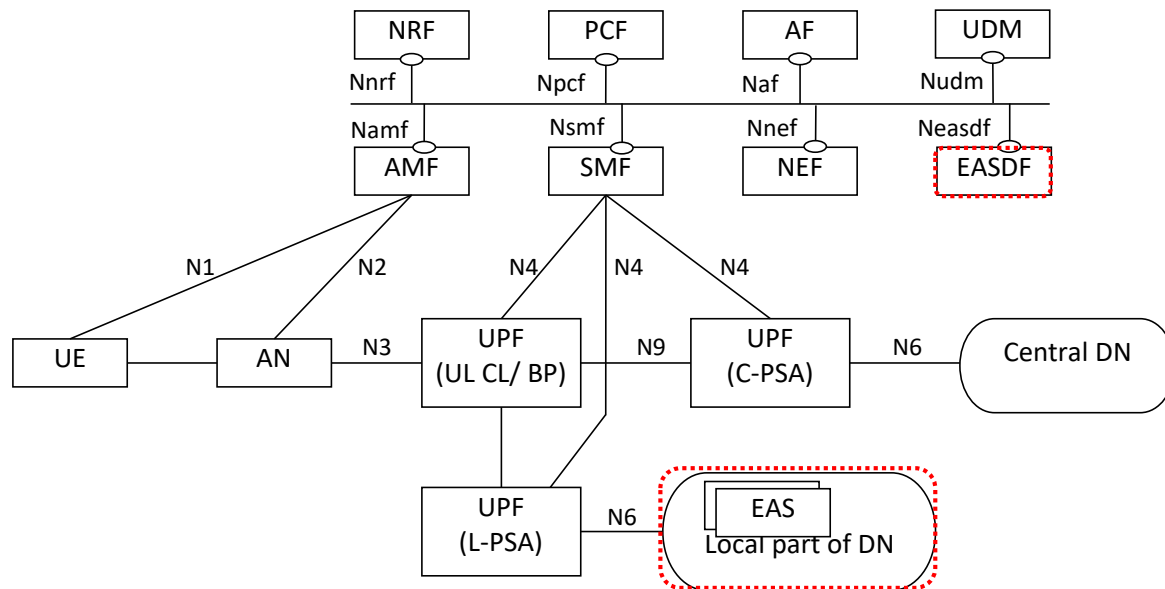 NRF
PCF
AF
UDM
Nnrf
Npcf
Naf
Nudm
Namf
Nsmf
Nnef
Neasdf
AMF
SMF
NEF
EASDF
N1
N2
N4
N4
N4
UE
AN
N3
UPF
(UL CL/ BP)
N9
UPF
(C-PSA)
N6
Central DN
UPF
(L-PSA)
N6
EAS
Local part of DN